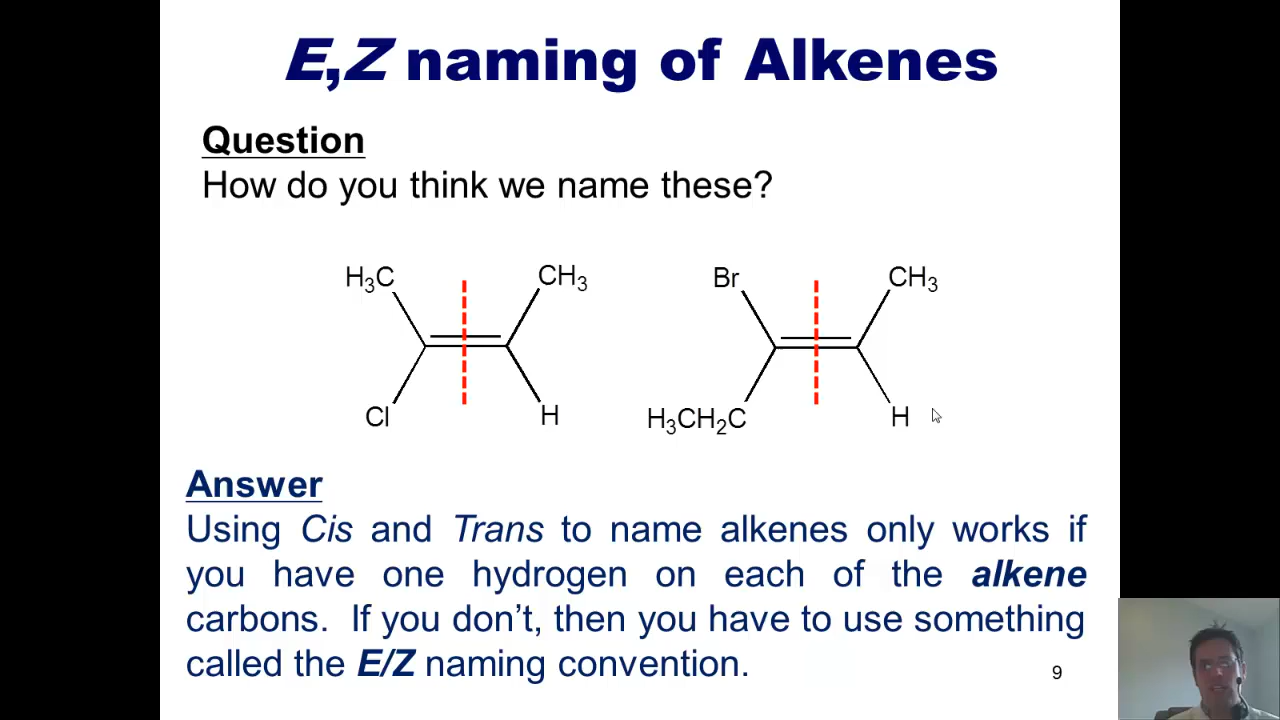 E,Z naming of Alkenes
Question
How do you think we name these?
H₃C CH₃ Br CH₃
Cl H H₃CH₂C H
Answer
Using Cis and Trans to name alkenes only works if
you have one hydrogen on each of the alkene
carbons. If you don’t, then you have to use something
called the E/Z naming convention.
9